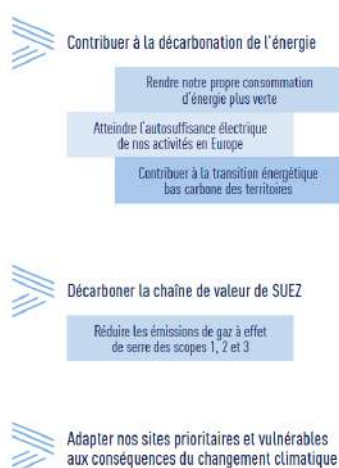 Contribuer à la décarbonation de l'énergie
Rendre notre propre consommation
d'énergie plus verte
Atteindre l'autosuffisance électrique
de nos activités en Europe
Contribuer à la transition énergétique
bas carbone des territoires
Décarboner la chaîne de valeur de SUEZ
Réduire les émissions de gaz à effet
de serre des scopes 1, 2 et 3
Adapter nos sites prioritaires et vulnérables
aux conséquences du changement climatique